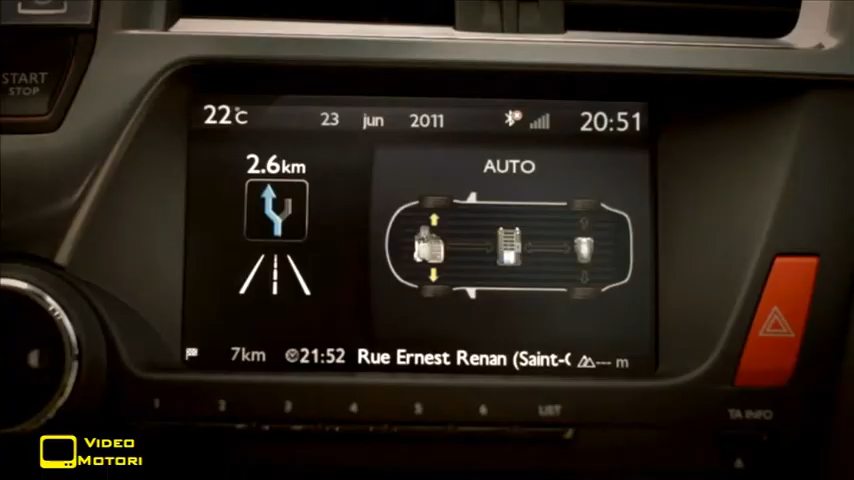 START
STOP
22°C 23 jun 2011 20:51
2.6km
AUTO
7km 21:52 Rue Ernest Renan (Saint-( --- m
1 2 3 4 5 6 LIST
TA INFO
VIDEO
MOTORI